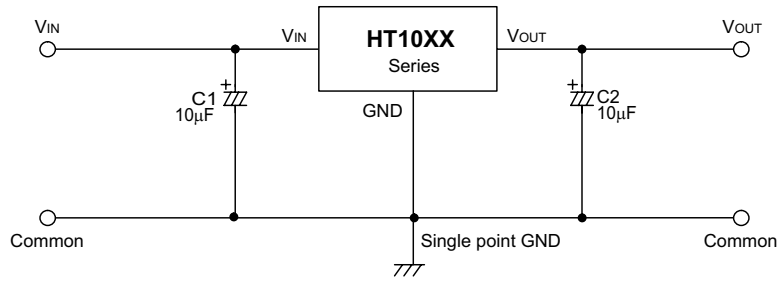 VIN
VIN
HT10XX
Series
VOUT
VOUT
+
C1
10µF
GND
+
C2
10µF
Common
Single point GND
Common